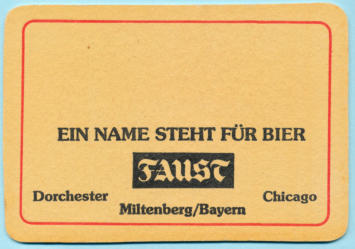 EIN NAME STEHT FÜR BIER
FAUST
Dorchester Chicago
Miltenberg/Bayern